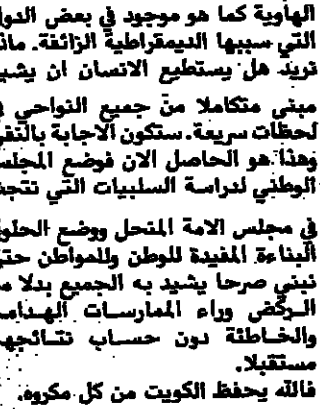 الهاوية كما هو موجود في بعض الدول
التي سببها الديمقراطية الزائفة. ماذا
نريد هل يستطيع الانسان ان يشيد
مبنى متكاملا من جميع النواحي في
لحظات سريعة. ستكون الاجابة بالنفي
وهذا هو الحاصل الان فوضع المجلس
الوطني لدراسة السلبيات التي نتجت
في مجلس الامة المنحل ووضع الحلول
البناءة المفيدة للوطن وللمواطن حتى
نبني صرحا يشيد به الجميع بدلا من
الركض وراء الممارسات الهدامة
والخاطئة دون حساب نتائجها
مستقبلا.
فالله يحفظ الكويت من كل مكروه.